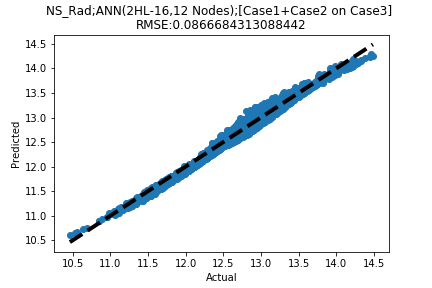 NS_Rad;ANN(2HL-16,12 Nodes);[Case1+Case2 on Case3]
RMSE:0.0866684313088442
14.5
14.0
13.5
13.0
12.5
12.0
11.5
11.0
10.5
Predicted
10.5 11.0 11.5 12.0 12.5 13.0 13.5 14.0 14.5
Actual